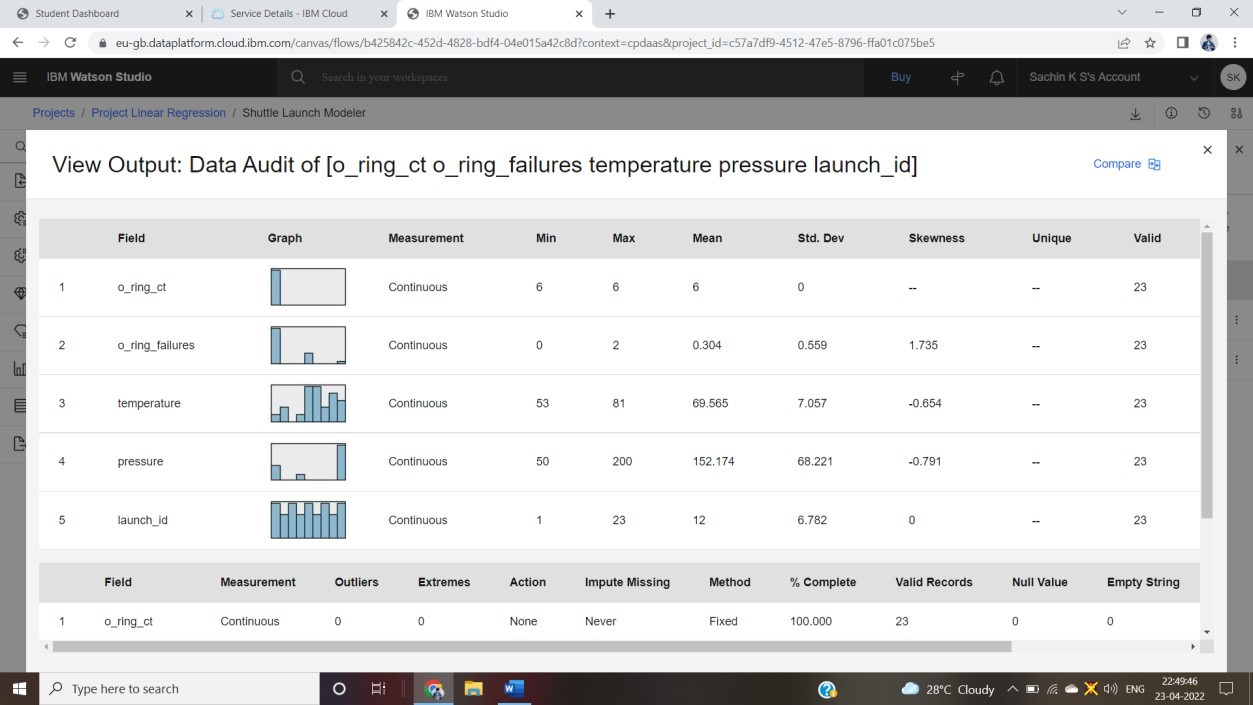 Student Dashboard
Service Details - IBM Cloud
IBM Watson Studio
eu-gb.dataplatform.cloud.ibm.com/canvas/flows/b425842c-452d-4828-bdf4-04e015a42c8d?context=cpdaas&project_id=c57a7df9-4512-47e5-8796-ffa01c075be5
IBM Watson Studio Search in your workspaces Buy Sachin K S's Account SK
Projects / Project Linear Regression / Shuttle Launch Modeler
View Output: Data Audit of [o_ring_ct o_ring_failures temperature pressure launch_id] Compare
Field Graph Measurement Min Max Mean Std. Dev Skewness Unique Valid
1 o_ring_ct Continuous 6 6 6 0 -- -- 23
2 o_ring_failures Continuous 0 2 0.304 0.559 1.735 -- 23
3 temperature Continuous 53 81 69.565 7.057 -0.654 -- 23
4 pressure Continuous 50 200 152.174 68.221 -0.791 -- 23
5 launch_id Continuous 1 23 12 6.782 0 -- 23
Field Measurement Outliers Extremes Action Impute Missing Method % Complete Valid Records Null Value Empty String
1 o_ring_ct Continuous 0 0 None Never Fixed 100.000 23 0 0
Type here to search 28°C Cloudy ENG 22:49:46
23-04-2022